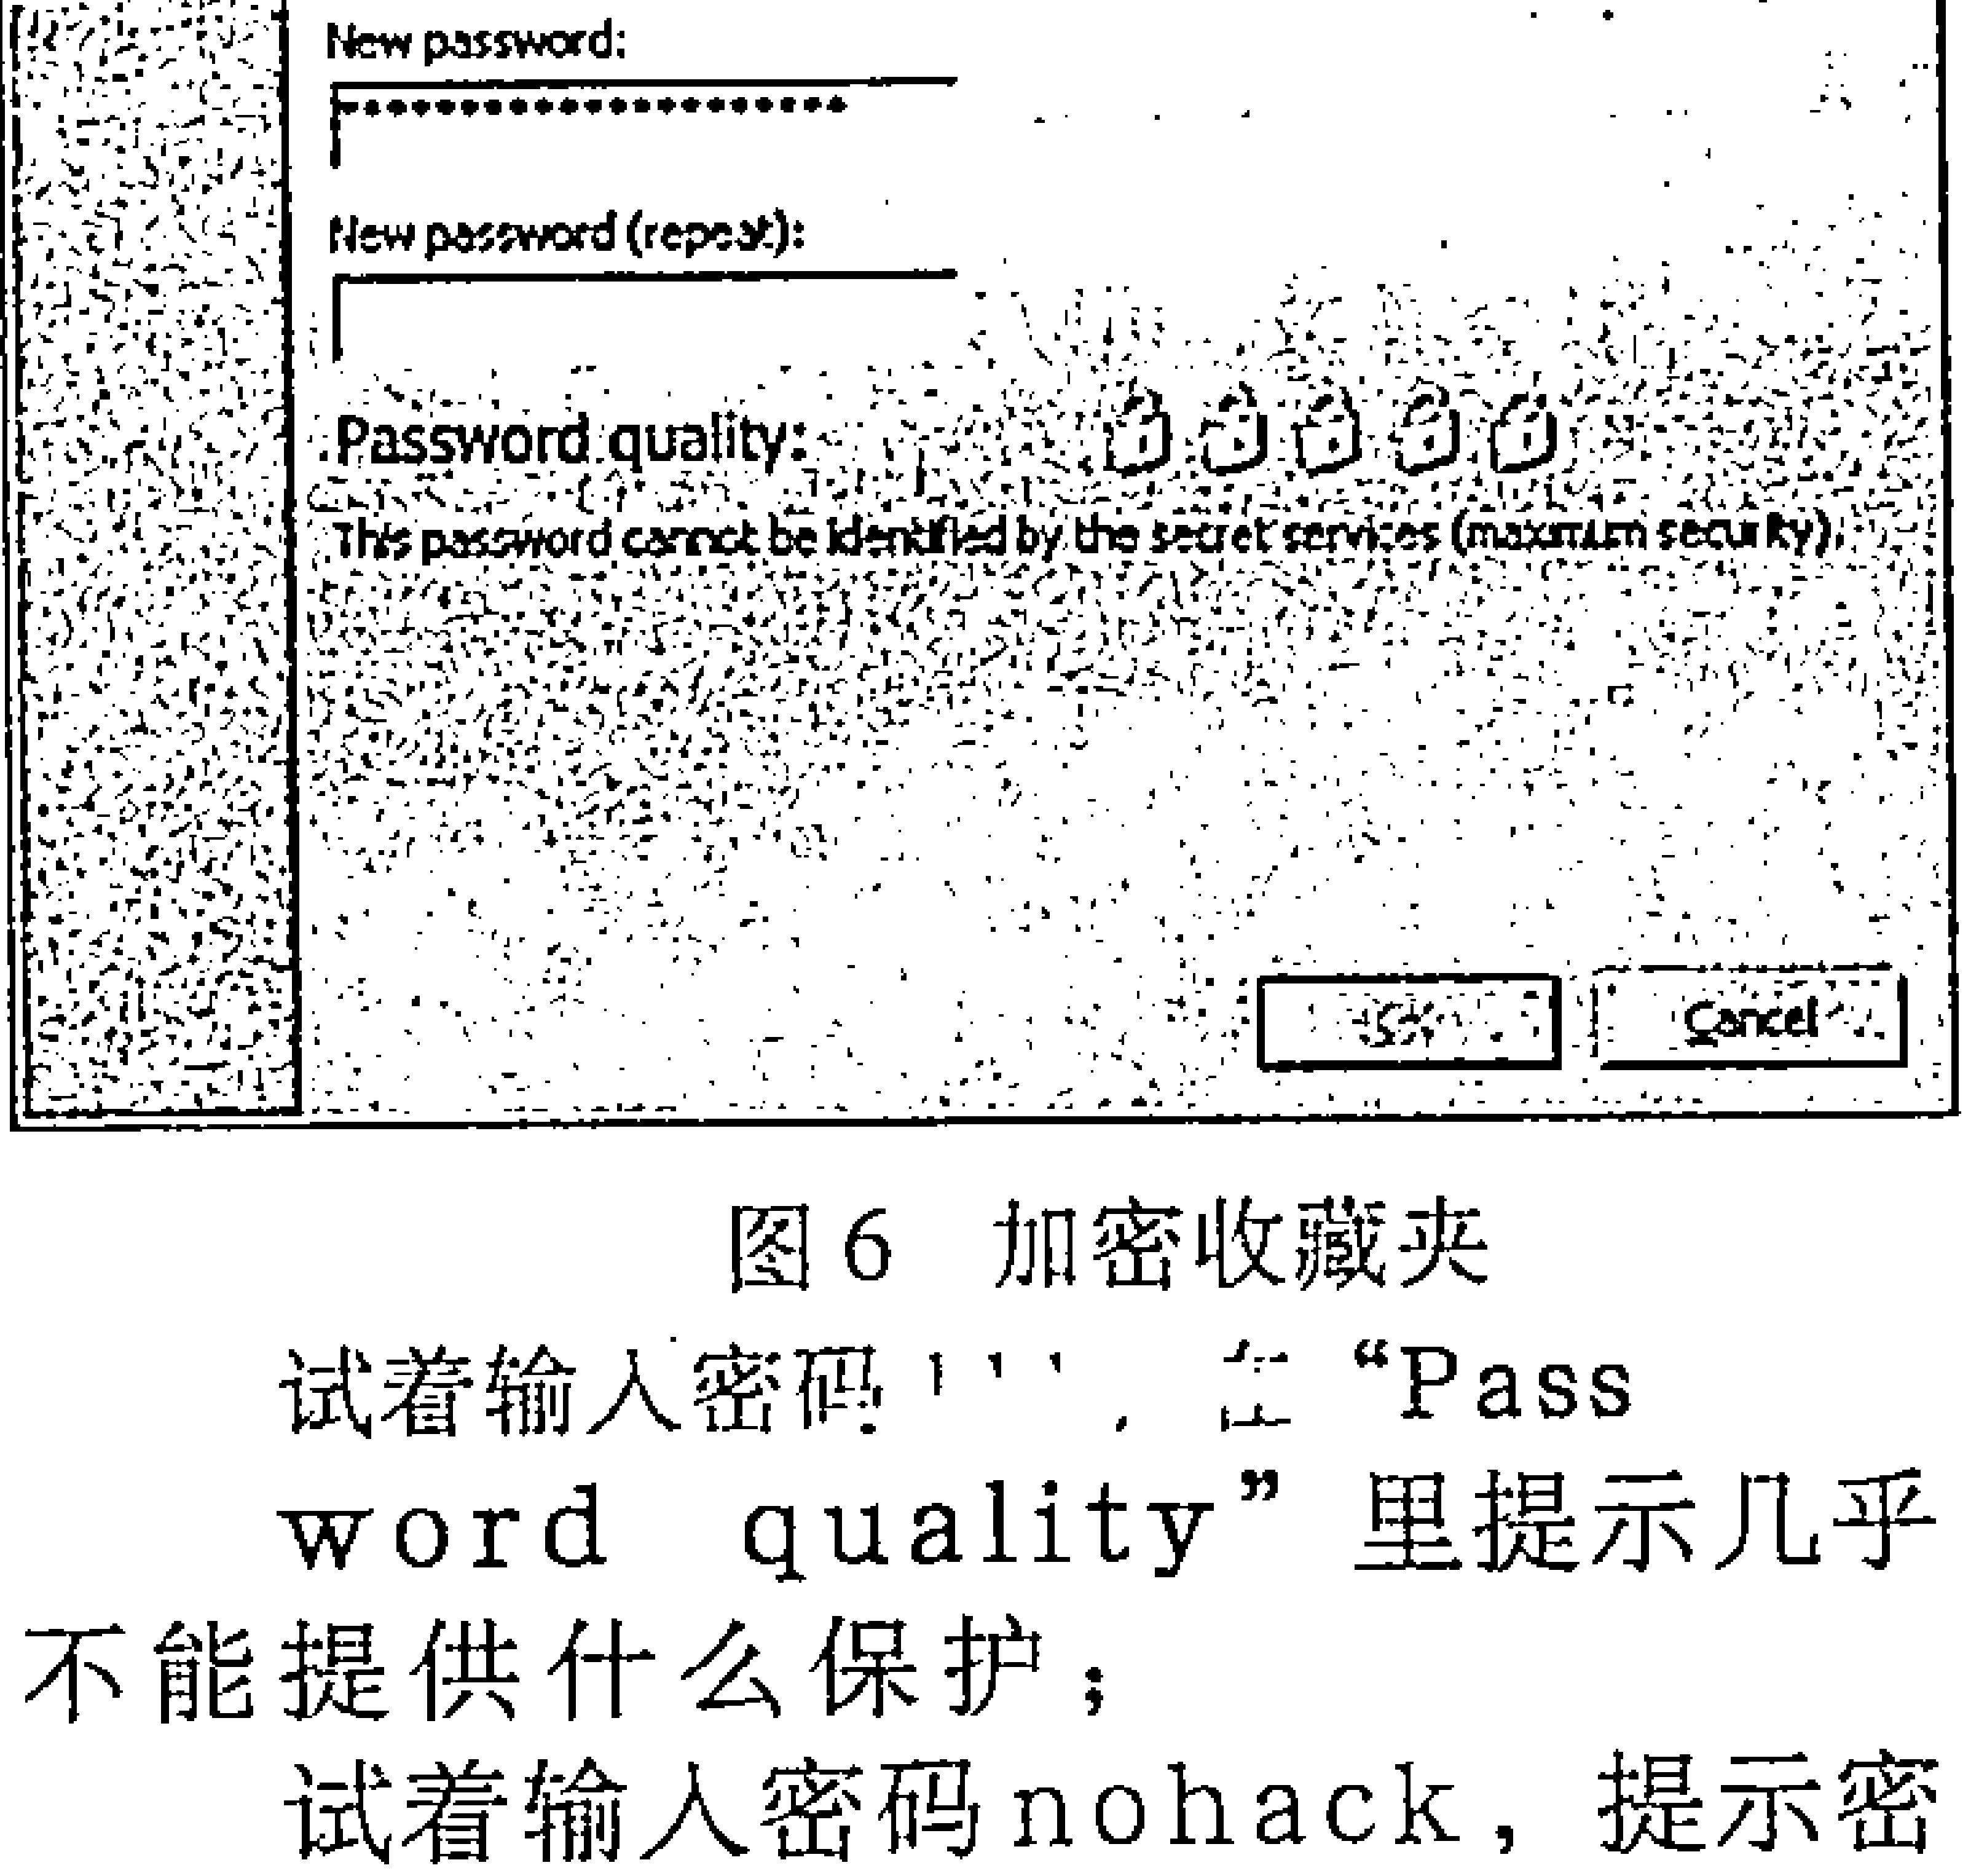 New password:
New password (repeat):
Password quality:
This password cannot be identified by the secret services (maximum security).
Cancel
图6 加密收藏夹
试着输入密码 在“Pass
word quality”里提示几乎
不能提供什么保护；
试着输入密码nohack，提示密